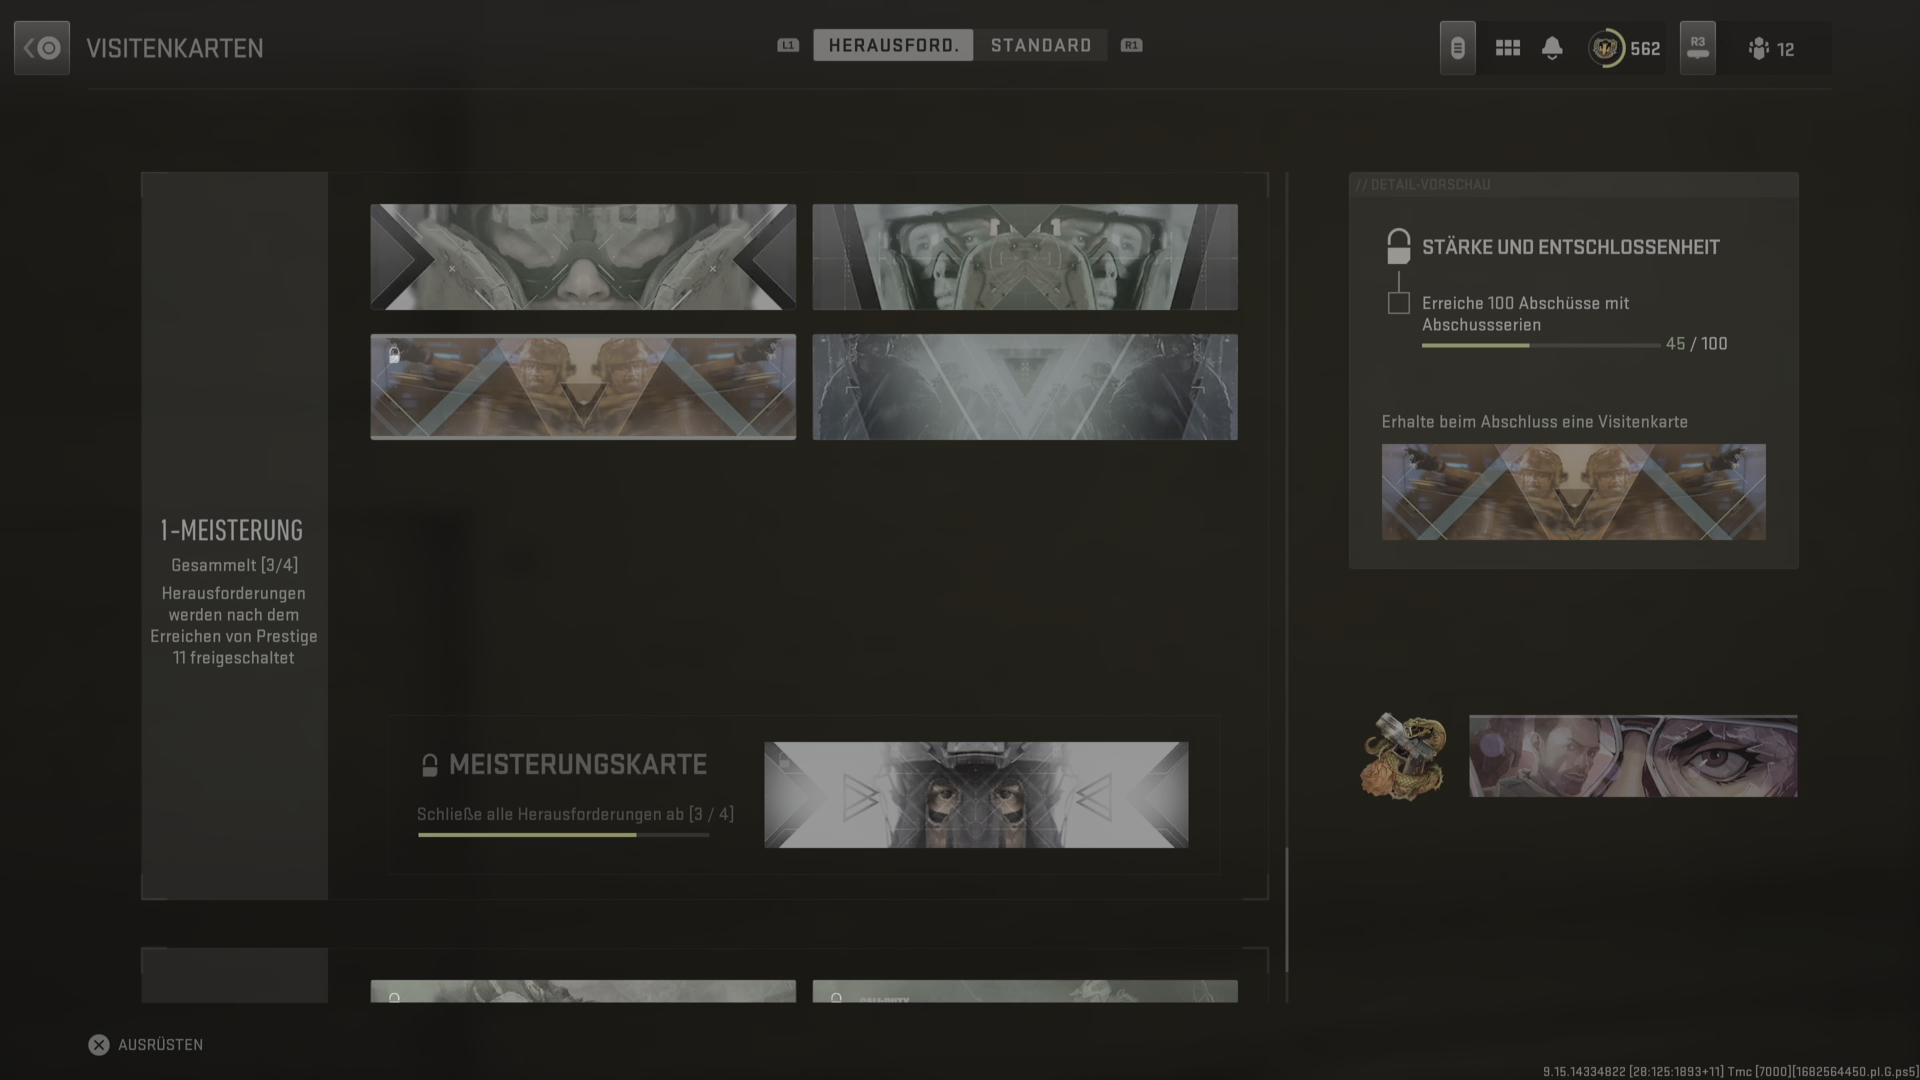 VISITENKARTEN
L1 HERAUSFORD. STANDARD R1
562
R3
12
// DETAIL-VORSCHAU
STÄRKE UND ENTSCHLOSSENHEIT
Erreiche 100 Abschüsse mit
Abschussserien
45 / 100
Erhalte beim Abschluss eine Visitenkarte
1-MEISTERUNG
Gesammelt [3/4]
Herausforderungen
werden nach dem
Erreichen von Prestige
11 freigeschaltet
MEISTERUNGSKARTE
Schließe alle Herausforderungen ab [3 / 4]
CALL OF DUTY
AUSRÜSTEN
9.15.14334822 [28:125:1893+11] Tmc [7000][1682564450.pl.G.ps5]